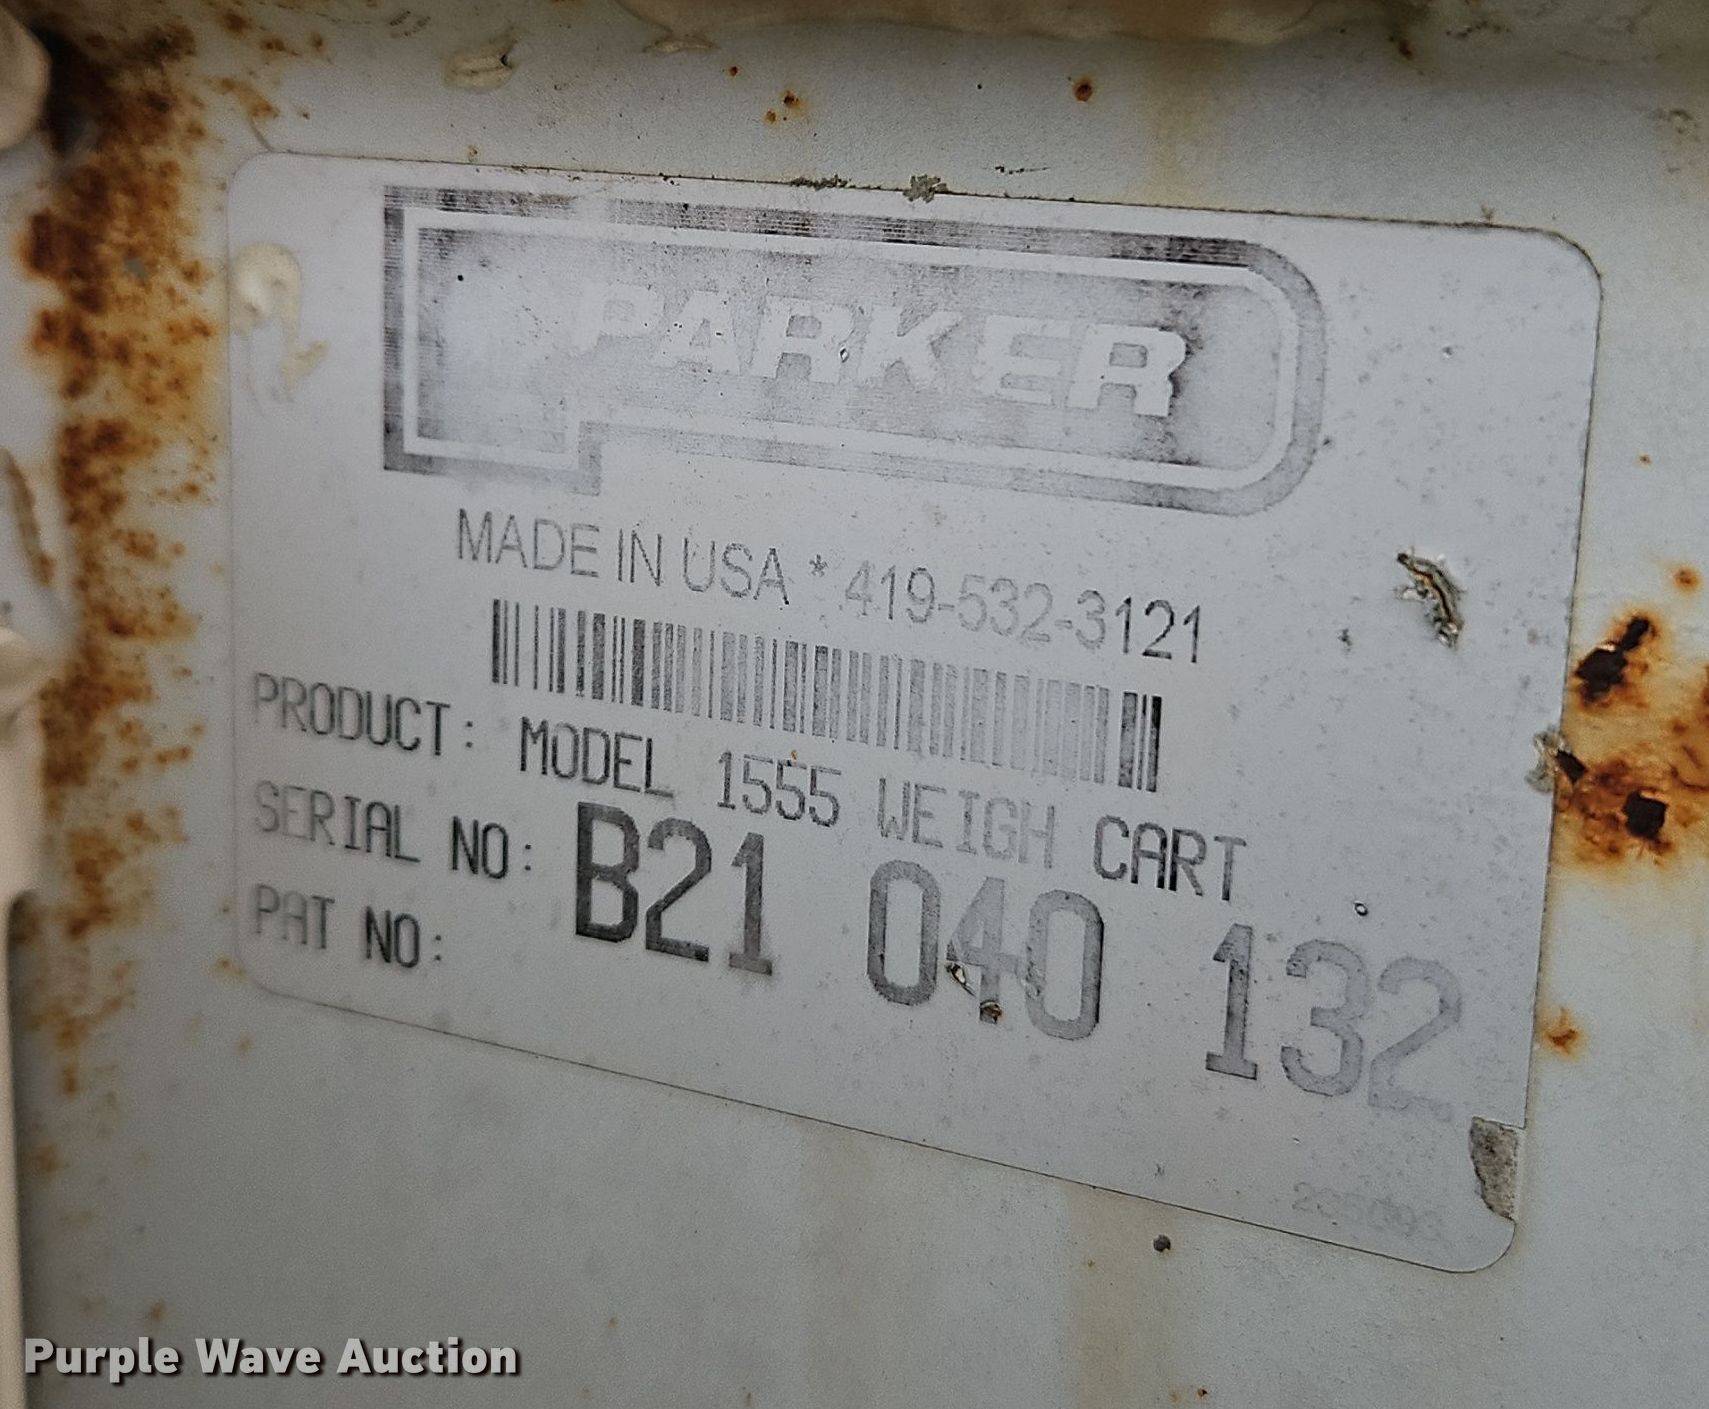 PARKER
MADE IN USA * 419-532-3121
PRODUCT: MODEL 1555 WEIGH CART
SERIAL NO: B21 040 132
PAT NO:
Purple Wave Auction